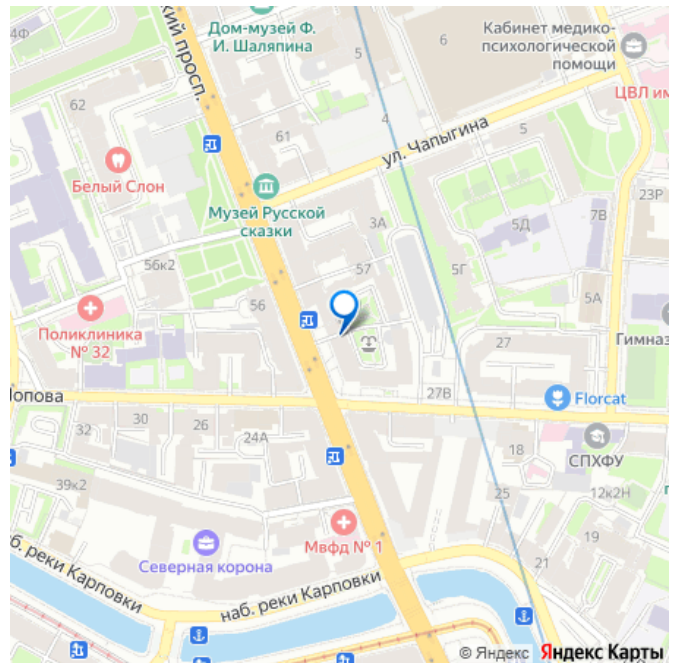 4Ф
кий просп.
Дом-музей Ф.
И. Шаляпина
6
Кабинет медико-
психологической
помощи
ЦВЛ им
62
61
4
ул. Чапыгина
5
Белый Слон
Музей Русской
сказки
3А
5Д
7В
23Р
56к2
57
5Г
56
5А
Поликлиника
№ 32
27
Гимназ
Попова
27В
Florcat
32
30
26
24А
18
СПХФУ
39к2
25
12к2Н
Мвфд № 1
19
Северная корона
21
б. реки Карповки
наб. реки Карповки
© Яндекс Яндекс Карты